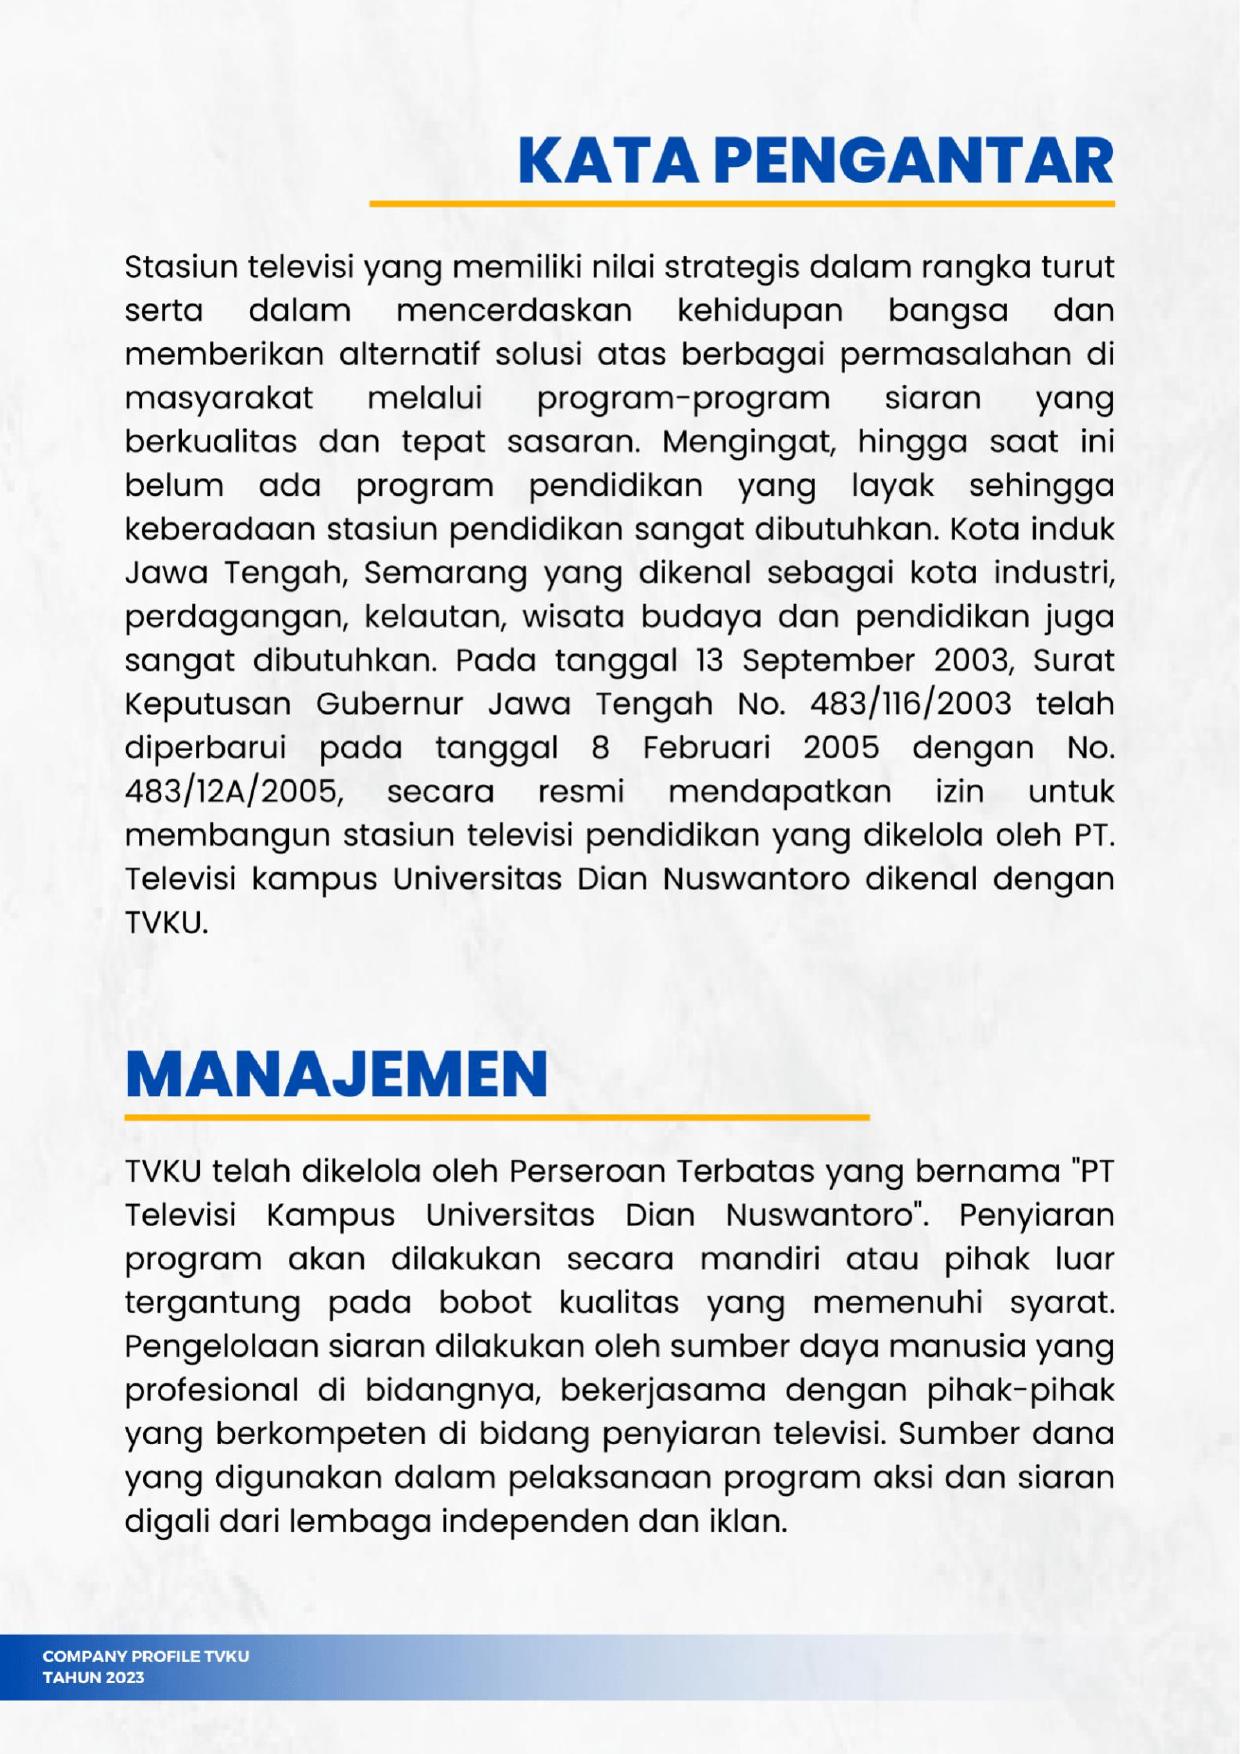 KATA PENGANTAR
Stasiun televisi yang memiliki nilai strategis dalam rangka turut
serta dalam mencerdaskan kehidupan bangsa dan
memberikan alternatif solusi atas berbagai permasalahan di
masyarakat melalui program-program siaran yang
berkualitas dan tepat sasaran. Mengingat, hingga saat ini
belum ada program pendidikan yang layak sehingga
keberadaan stasiun pendidikan sangat dibutuhkan. Kota induk
Jawa Tengah, Semarang yang dikenal sebagai kota industri,
perdagangan, kelautan, wisata budaya dan pendidikan juga
sangat dibutuhkan. Pada tanggal 13 September 2003, Surat
Keputusan Gubernur Jawa Tengah No. 483/116/2003 telah
diperbarui pada tanggal 8 Februari 2005 dengan No.
483/12A/2005, secara resmi mendapatkan izin untuk
membangun stasiun televisi pendidikan yang dikelola oleh PT.
Televisi kampus Universitas Dian Nuswantoro dikenal dengan
TVKU.
MANAJEMEN
TVKU telah dikelola oleh Perseroan Terbatas yang bernama "PT
Televisi Kampus Universitas Dian Nuswantoro". Penyiaran
program akan dilakukan secara mandiri atau pihak luar
tergantung pada bobot kualitas yang memenuhi syarat.
Pengelolaan siaran dilakukan oleh sumber daya manusia yang
profesional di bidangnya, bekerjasama dengan pihak-pihak
yang berkompeten di bidang penyiaran televisi. Sumber dana
yang digunakan dalam pelaksanaan program aksi dan siaran
digali dari lembaga independen dan iklan.
COMPANY PROFILE TVKU
TAHUN 2023